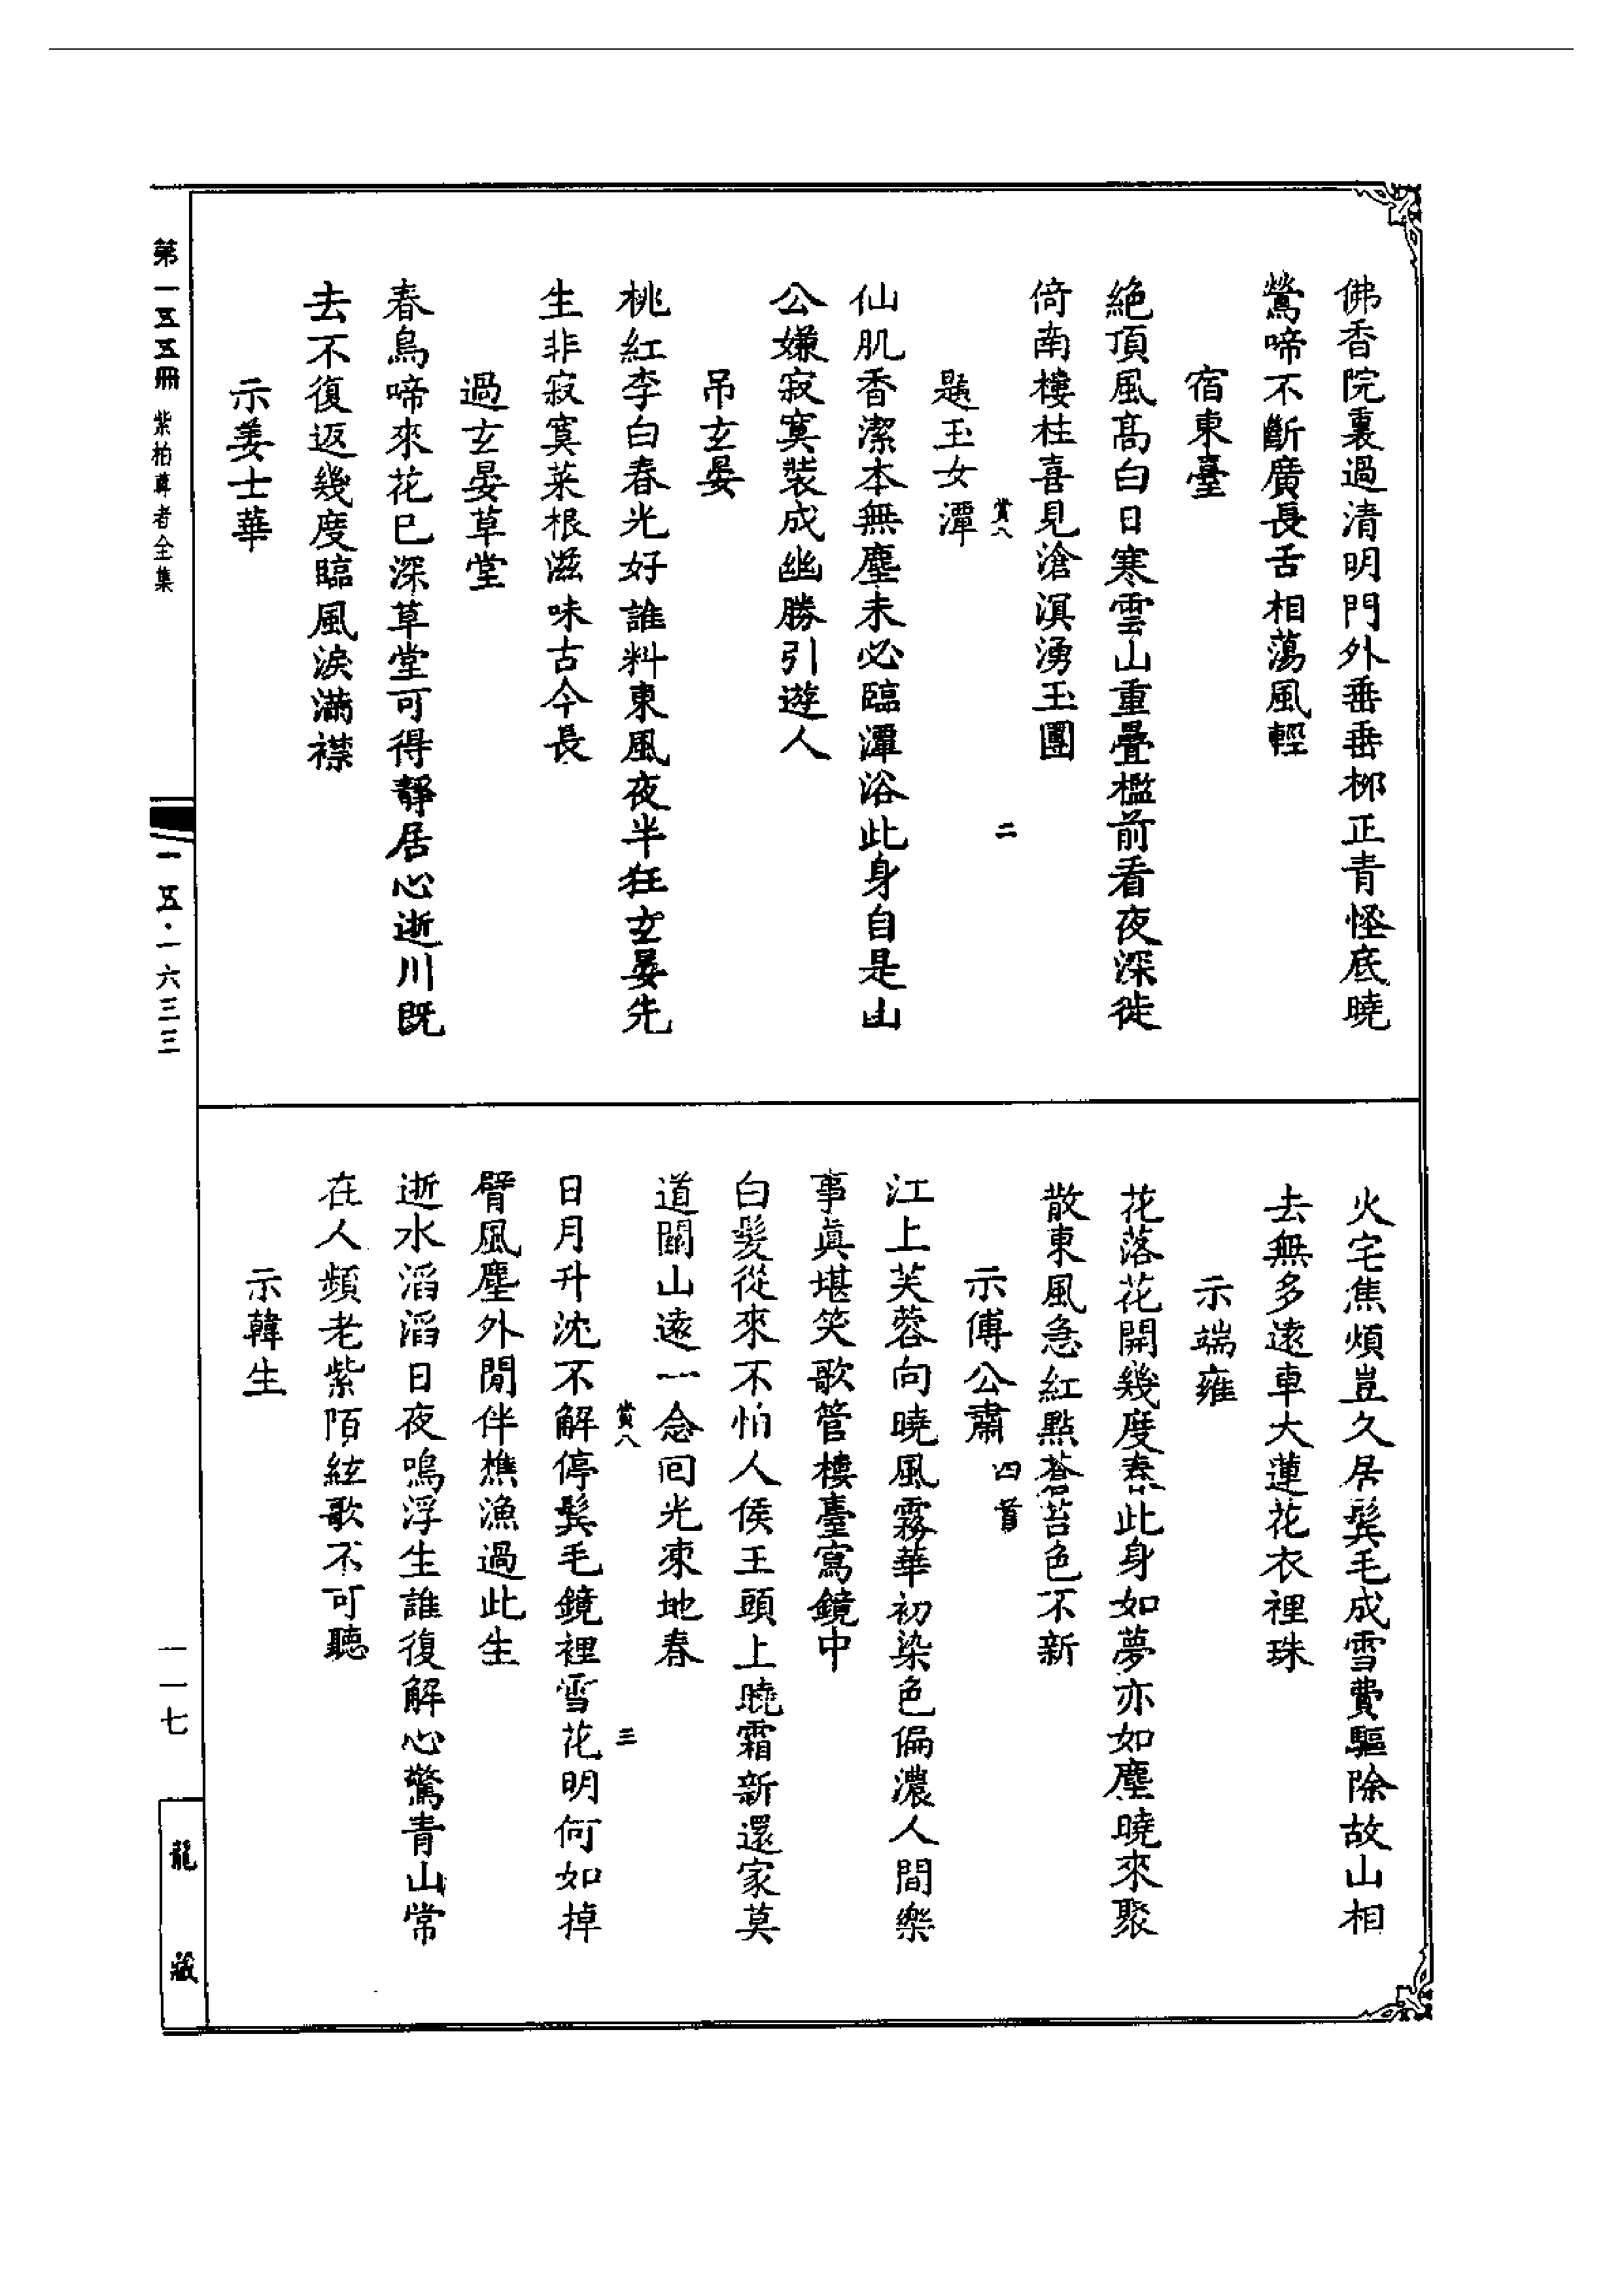 佛香院裏過清明門外垂垂栁正青怪底曉
鶯啼不斷廣長舌相蕩風輕
宿東臺
絶頂風髙白日寒雲山重疊檻前看夜深徙
倚南樓柱喜見滄溟湧玉團
題玉女潭
賞八 二
仙肌香潔本無塵未必臨潭浴此身自是山
公嫌寂寞裝成幽勝引遊人
吊玄晏
桃紅李白春光好誰料東風夜半狂玄晏先
生非寂寞菜根滋味古今長
過玄晏草堂
春鳥啼來花已深草堂可得靜居心逝川既
去不復返幾度臨風淚滿襟
示姜士華
火宅焦煩豈久居鬓毛成雪費驅除故山相
去無多遠車大蓮花衣裡珠
示端雍
花落花開幾度春此身如夢亦如塵曉來聚
散東風急紅點蒼苔色不新
示傅公肅 四首
江上芙蓉向曉風霧華初染色偏濃人間樂
事眞堪笑歌管樓臺寫鏡中
白髮從來不怕人侯王頭上曉霜新還家莫
道關山遠一念回光凍地春
賞八 三
日月升沈不解停鬓毛鏡裡雪花明何如掉
臂風塵外閒伴樵漁過此生
逝水滔滔日夜鳴浮生誰復解心驚青山常
在人頻老紫陌絃歌不可聽
示韓生
第一五五冊 紫柏尊者全集
一五·一六三三
一一七
龍藏